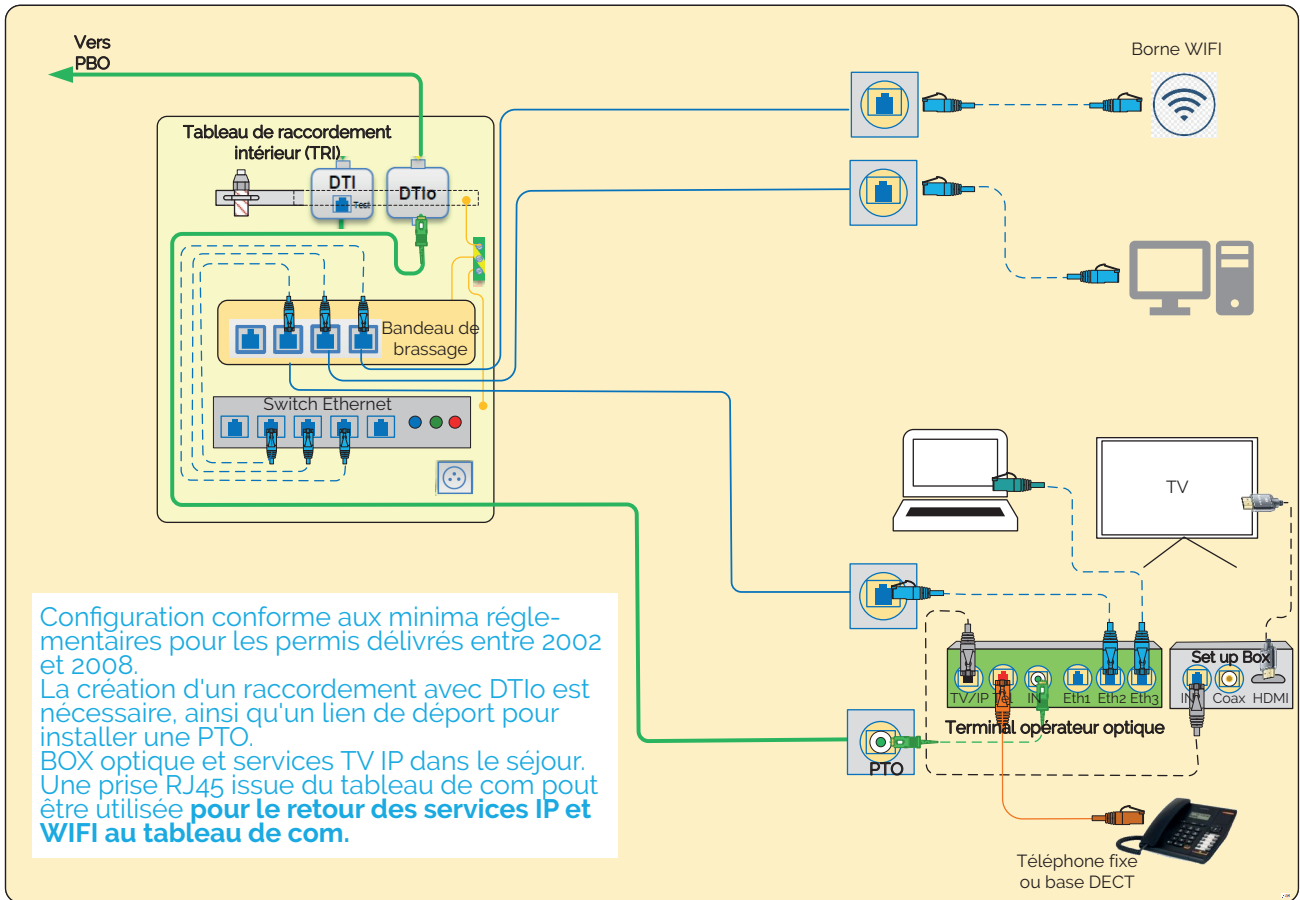 Vers
PBO
Borne WIFI
Tableau de raccordement
intérieur (TRI)
DTI
Test
DTIo
Bandeau de
brassage
Switch Ethernet
TV
Configuration conforme aux minima régle-
mentaires pour les permis délivrés entre 2002
et 2008.
La création d'un raccordement avec DTIo est
nécessaire, ainsi qu'un lien de déport pour
installer une PTO.
BOX optique et services TV IP dans le séjour.
Une prise RJ45 issue du tableau de com pout
être utilisée pour le retour des services IP et
WIFI au tableau de com.
Set up Box
TV/IP Tel IN Eth1 Eth2 Eth3
IN Coax HDMI
Terminal opérateur optique
PTO
Téléphone fixe
ou base DECT